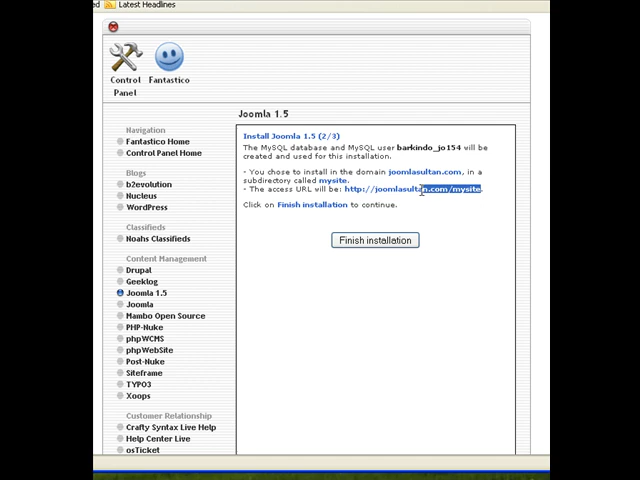 Latest Headlines
Control Panel
Fantastico
Joomla 1.5
Navigation
Fantastico Home
Control Panel Home
Blogs
b2evolution
Nucleus
WordPress
Classifieds
Noahs Classifieds
Content Management
Drupal
Geeklog
Joomla 1.5
Joomla
Mambo Open Source
PHP-Nuke
phpWCMS
phpWebSite
Post-Nuke
Siteframe
TYPO3
Xoops
Customer Relationship
Crafty Syntax Live Help
Help Center Live
osTicket
Install Joomla 1.5 (2/3)
The MySQL database and MySQL user barkindo_jo154 will be
created and used for this installation.
- You chose to install in the domain joomlasultan.com, in a
subdirectory called mysite.
- The access URL will be: http://joomlasultan.com/mysite.
Click on Finish installation to continue.
Finish installation